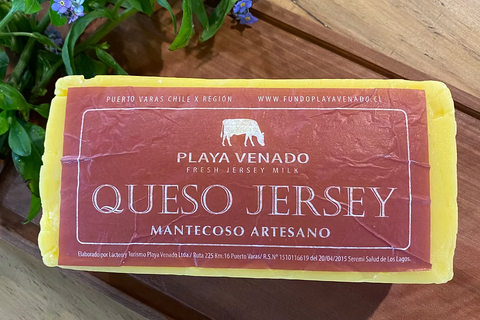 PUERTO VARAS CHILE X REGIÓN WWW.FUNDOPLAYAVENADO.CL
PLAYA VENADO
FRESH JERSEY MILK
QUESO JERSEY
MANTECOSO ARTESANO
Elaborado por Lácteos y Turismo Playa Venado Ltda./ Ruta 225 Km.16 Puerto Varas/ R.S.Nº 1510116619 del 20/04/2015 Seremi Salud de Los Lagos.